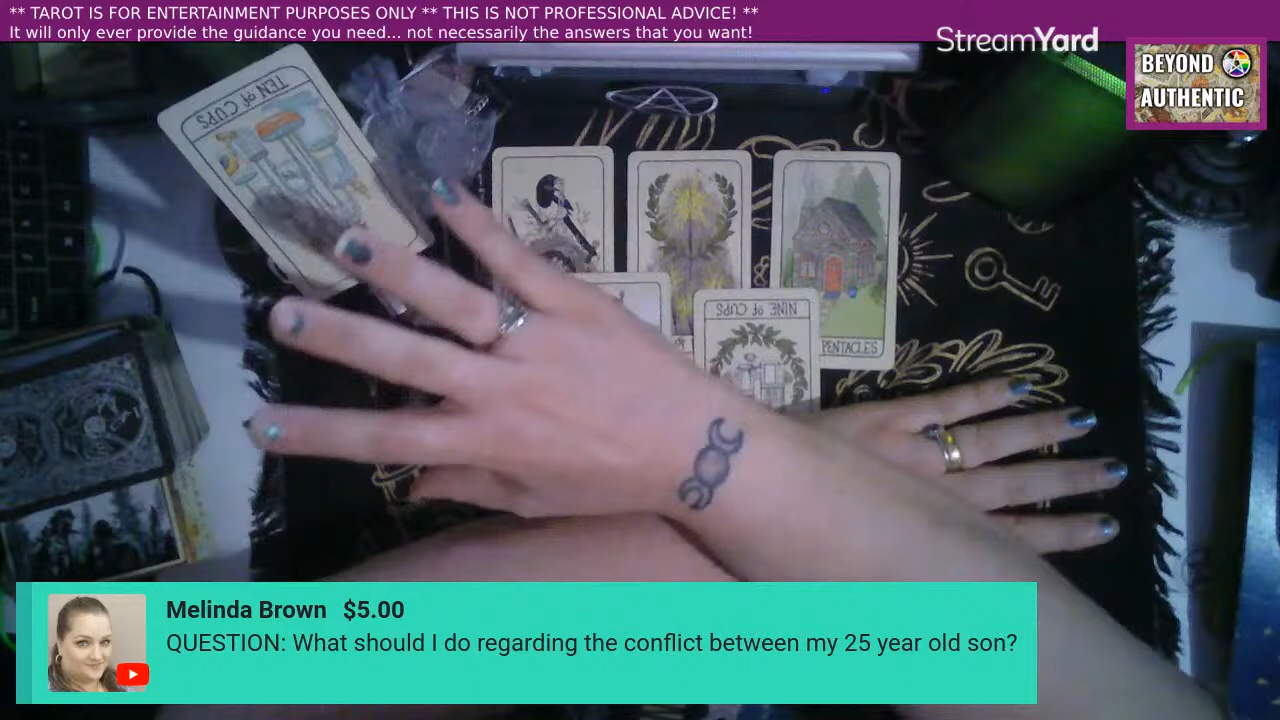 ** TAROT IS FOR ENTERTAINMENT PURPOSES ONLY ** THIS IS NOT PROFESSIONAL ADVICE! **
It will only ever provide the guidance you need... not necessarily the answers that you want!
StreamYard
BEYOND
AUTHENTIC
TEN of CUPS
NINE of CUPS
PENTACLES
Melinda Brown $5.00
QUESTION: What should I do regarding the conflict between my 25 year old son?